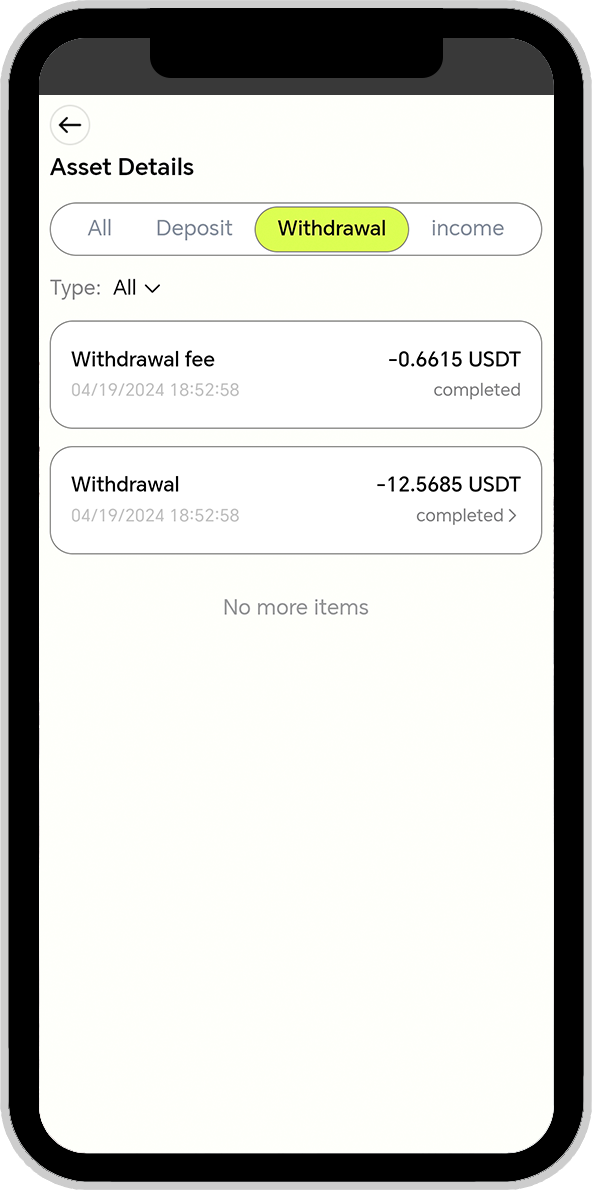 Asset Details
All Deposit Withdrawal income
Type: All
Withdrawal fee -0.6615 USDT
04/19/2024 18:52:58 completed
Withdrawal -12.5685 USDT
04/19/2024 18:52:58 completed
No more items